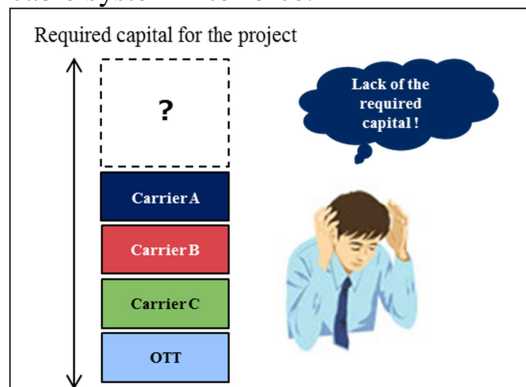 Required capital for the project
?
Carrier A
Carrier B
Carrier C
OTT
Lack of the
required
capital !